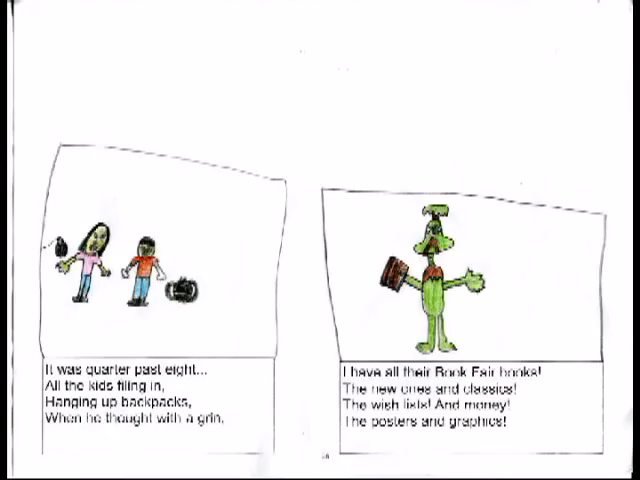 It was quarter past eight...
All the kids filing in,
Hanging up backpacks,
When he thought with a grin,
I have all their Book Fair books!
The new ones and classics!
The wish lists! And money!
The posters and graphics!